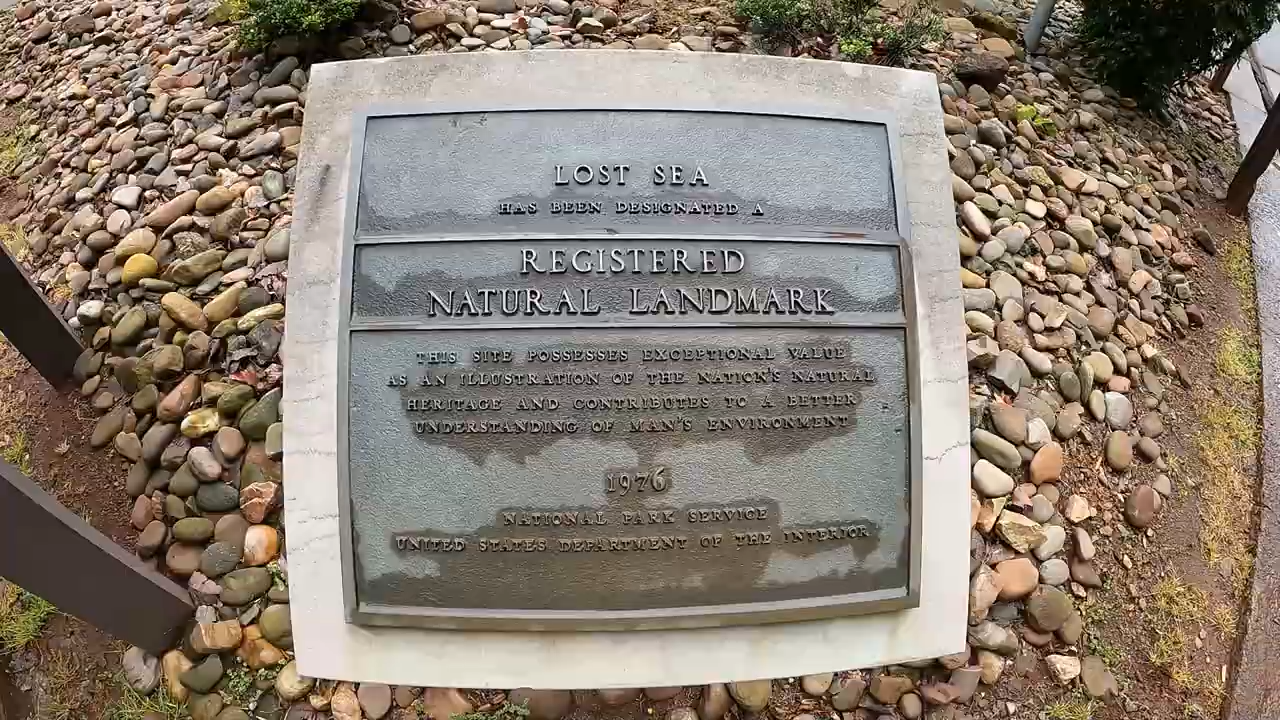 LOST SEA
HAS BEEN DESIGNATED A
REGISTERED
NATURAL LANDMARK
THIS SITE POSSESSES EXCEPTIONAL VALUE
AS AN ILLUSTRATION OF THE NATION'S NATURAL
HERITAGE AND CONTRIBUTES TO A BETTER
UNDERSTANDING OF MAN'S ENVIRONMENT
1976
NATIONAL PARK SERVICE
UNITED STATES DEPARTMENT OF THE INTERIOR